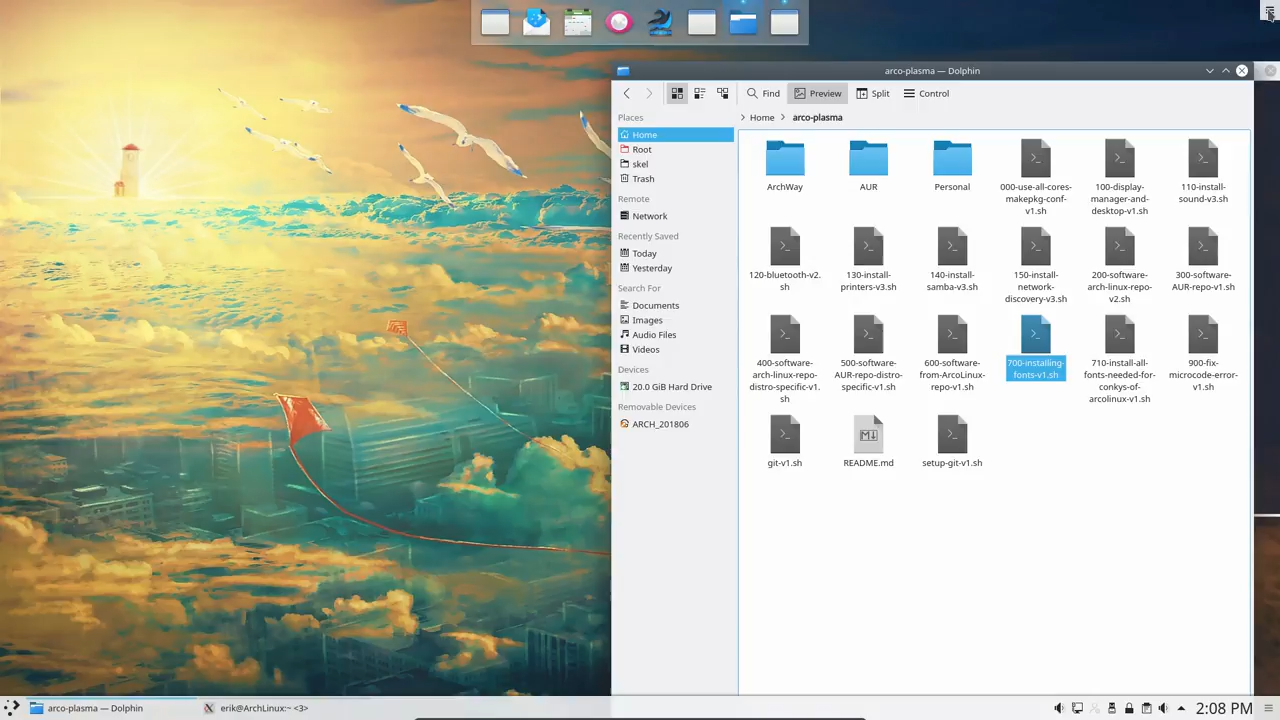 arco-plasma — Dolphin
Find
Preview
Split
Control
Home
arco-plasma
Places
Home
Root
skel
Trash
Remote
Network
Recently Saved
Today
Yesterday
Search For
Documents
Images
Audio Files
Videos
Devices
20.0 GiB Hard Drive
Removable Devices
ARCH_201806
ArchWay
AUR
Personal
000-use-all-cores-
makepkg-conf-
v1.sh
100-display-
manager-and-
desktop-v1.sh
110-install-
sound-v3.sh
120-bluetooth-v2.
sh
130-install-
printers-v3.sh
140-install-
samba-v3.sh
150-install-
network-
discovery-v3.sh
200-software-
arch-linux-repo-
v2.sh
300-software-
AUR-repo-v1.sh
400-software-
arch-linux-repo-
distro-specific-v1.
sh
500-software-
AUR-repo-distro-
specific-v1.sh
600-software-
from-ArcoLinux-
repo-v1.sh
700-installing-
fonts-v1.sh
710-install-all-
fonts-needed-for-
conkys-of-
arcolinux-v1.sh
900-fix-
microcode-error-
v1.sh
git-v1.sh
README.md
setup-git-v1.sh
arco-plasma — Dolphin
erik@ArchLinux:~ <3>
2:08 PM